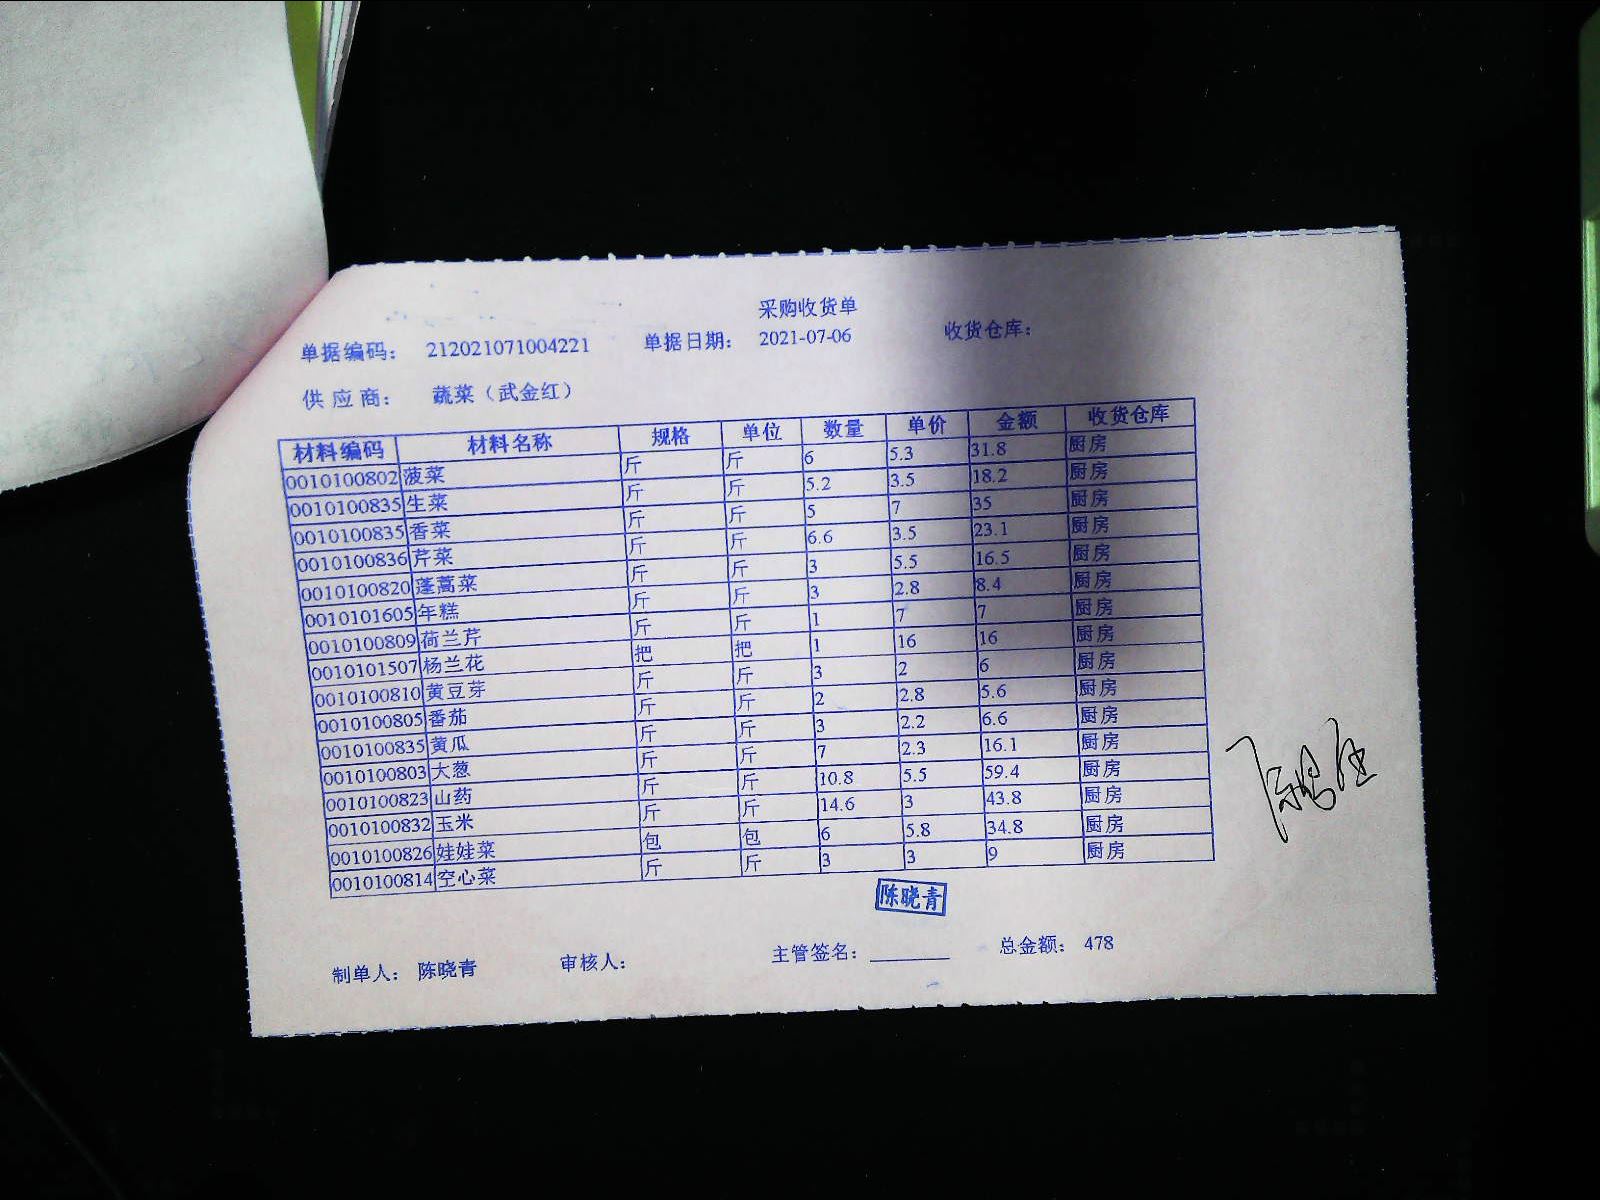 采购收货单
单据编码： 212021071004221 单据日期： 2021-07-06 收货仓库：
供应商： 蔬菜（武金红）
材料编码 材料名称 规格 单位 数量 单价 金额 收货仓库
0010100802 菠菜 斤 斤 6 5.3 31.8 厨房
0010100835 生菜 斤 斤 5.2 3.5 18.2 厨房
0010100835 香菜 斤 斤 5 7 35 厨房
0010100836 芹菜 斤 斤 6.6 3.5 23.1 厨房
0010100820 蓬蒿菜 斤 斤 3 5.5 16.5 厨房
0010101605 年糕 斤 斤 3 2.8 8.4 厨房
0010100809 荷兰芹 斤 斤 1 7 7 厨房
0010101507 杨兰花 把 把 1 16 16 厨房
0010100810 黄豆芽 斤 斤 3 2 6 厨房
0010100805 番茄 斤 斤 2 2.8 5.6 厨房
0010100835 黄瓜 斤 斤 3 2.2 6.6 厨房
0010100803 大葱 斤 斤 7 2.3 16.1 厨房
0010100823 山药 斤 斤 10.8 5.5 59.4 厨房
0010100832 玉米 斤 斤 14.6 3 43.8 厨房
0010100826 娃娃菜 包 包 6 5.8 34.8 厨房
0010100814 空心菜 斤 斤 3 3 9 厨房
陈晓青
制单人： 陈晓青 审核人： 主管签名： 总金额： 478